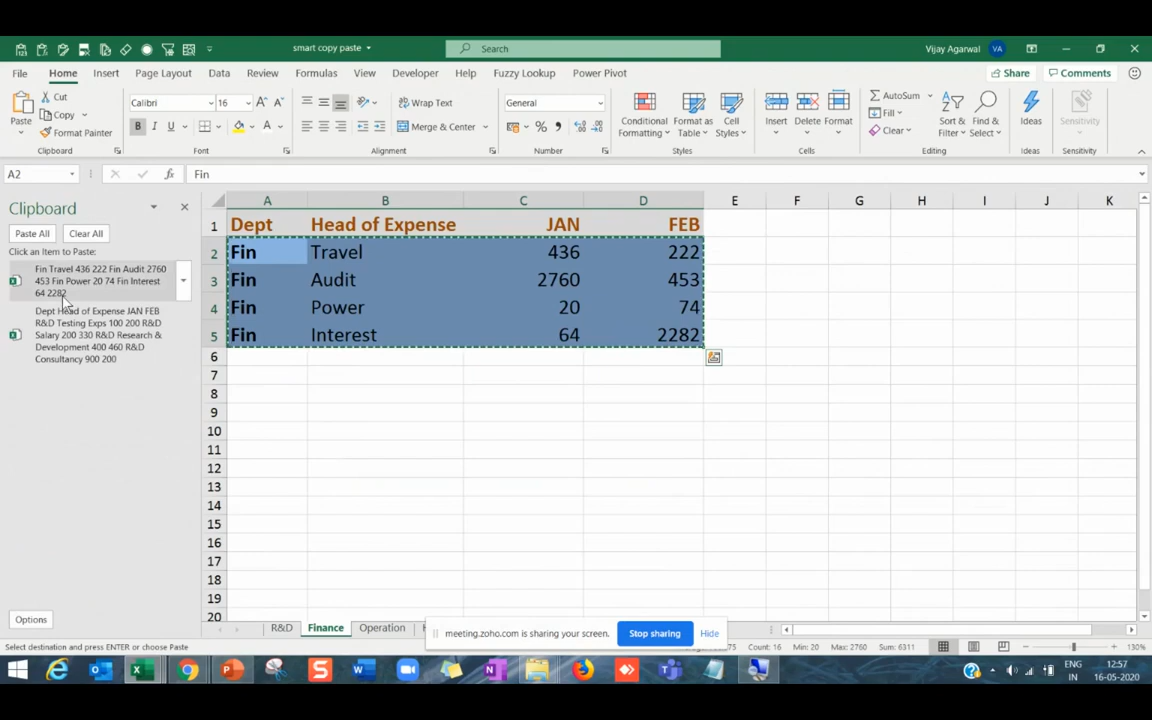 smart copy paste
Search
Vijay Agarwal
VA
File
Home
Insert
Page Layout
Data
Review
Formulas
View
Developer
Help
Fuzzy Lookup
Power Pivot
Share
Comments
Paste
Cut
Copy
Format Painter
Calibri
16
Wrap Text
Merge & Center
General
Conditional
Formatting
Format as
Table
Cell
Styles
Insert
Delete
Format
AutoSum
Fill
Clear
Sort &
Filter
Find &
Select
Ideas
Sensitivity
Clipboard
Font
Alignment
Number
Styles
Cells
Editing
Ideas
Sensitivity
A2
fx
Fin
Clipboard
Paste All
Clear All
Click an Item to Paste:
Fin Travel 436 222 Fin Audit 2760
453 Fin Power 20 74 Fin Interest
64 2282
Dept Head of Expense JAN FEB
R&D Testing Exps 100 200 R&D
Salary 200 330 R&D Research &
Development 400 460 R&D
Consultancy 900 200
Options
A B C D E F G H I J K
1 Dept Head of Expense JAN FEB
2 Fin Travel 436 222
3 Fin Audit 2760 453
4 Fin Power 20 74
5 Fin Interest 64 2282
6
7
8
9
10
11
12
13
14
15
16
17
18
19
20
R&D
Finance
Operation
meeting.zoho.com is sharing your screen.
Stop sharing
Hide
Select destination and press ENTER or choose Paste
Count: 16
Min: 20
Max: 2760
Sum: 6311
130%
ENG
IN
12:57
16-05-2020